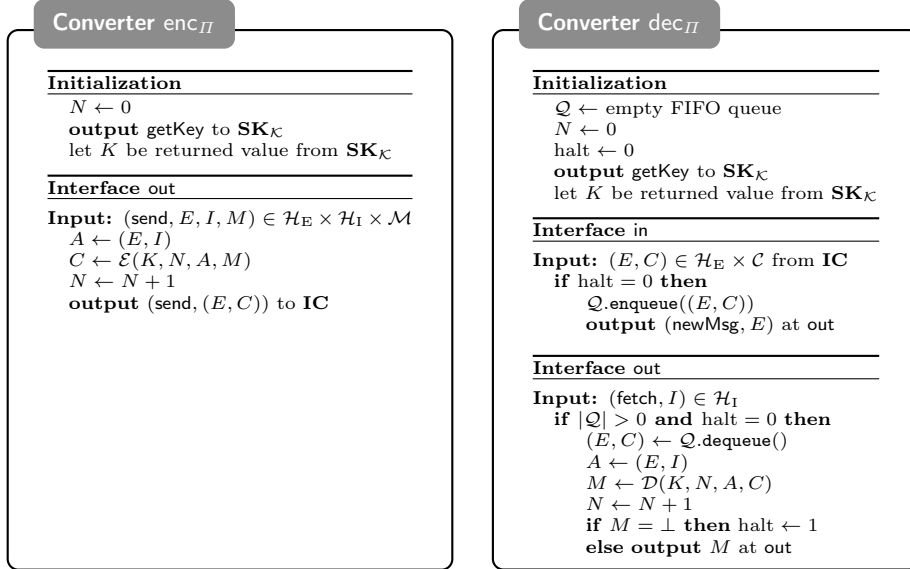 Converter enc_Π
Initialization
N ← 0
output getKey to SK_𝒦
let K be returned value from SK_𝒦
Interface out
Input: (send, E, I, M) ∈ ℋ_E × ℋ_I × ℳ
A ← (E, I)
C ← ℰ(K, N, A, M)
N ← N + 1
output (send, (E, C)) to IC
Converter dec_Π
Initialization
𝒬 ← empty FIFO queue
N ← 0
halt ← 0
output getKey to SK_𝒦
let K be returned value from SK_𝒦
Interface in
Input: (E, C) ∈ ℋ_E × 𝒞 from IC
if halt = 0 then
𝒬.enqueue((E, C))
output (newMsg, E) at out
Interface out
Input: (fetch, I) ∈ ℋ_I
if |𝒬| > 0 and halt = 0 then
(E, C) ← 𝒬.dequeue()
A ← (E, I)
M ← 𝒟(K, N, A, C)
N ← N + 1
if M = ⊥ then halt ← 1
else output M at out